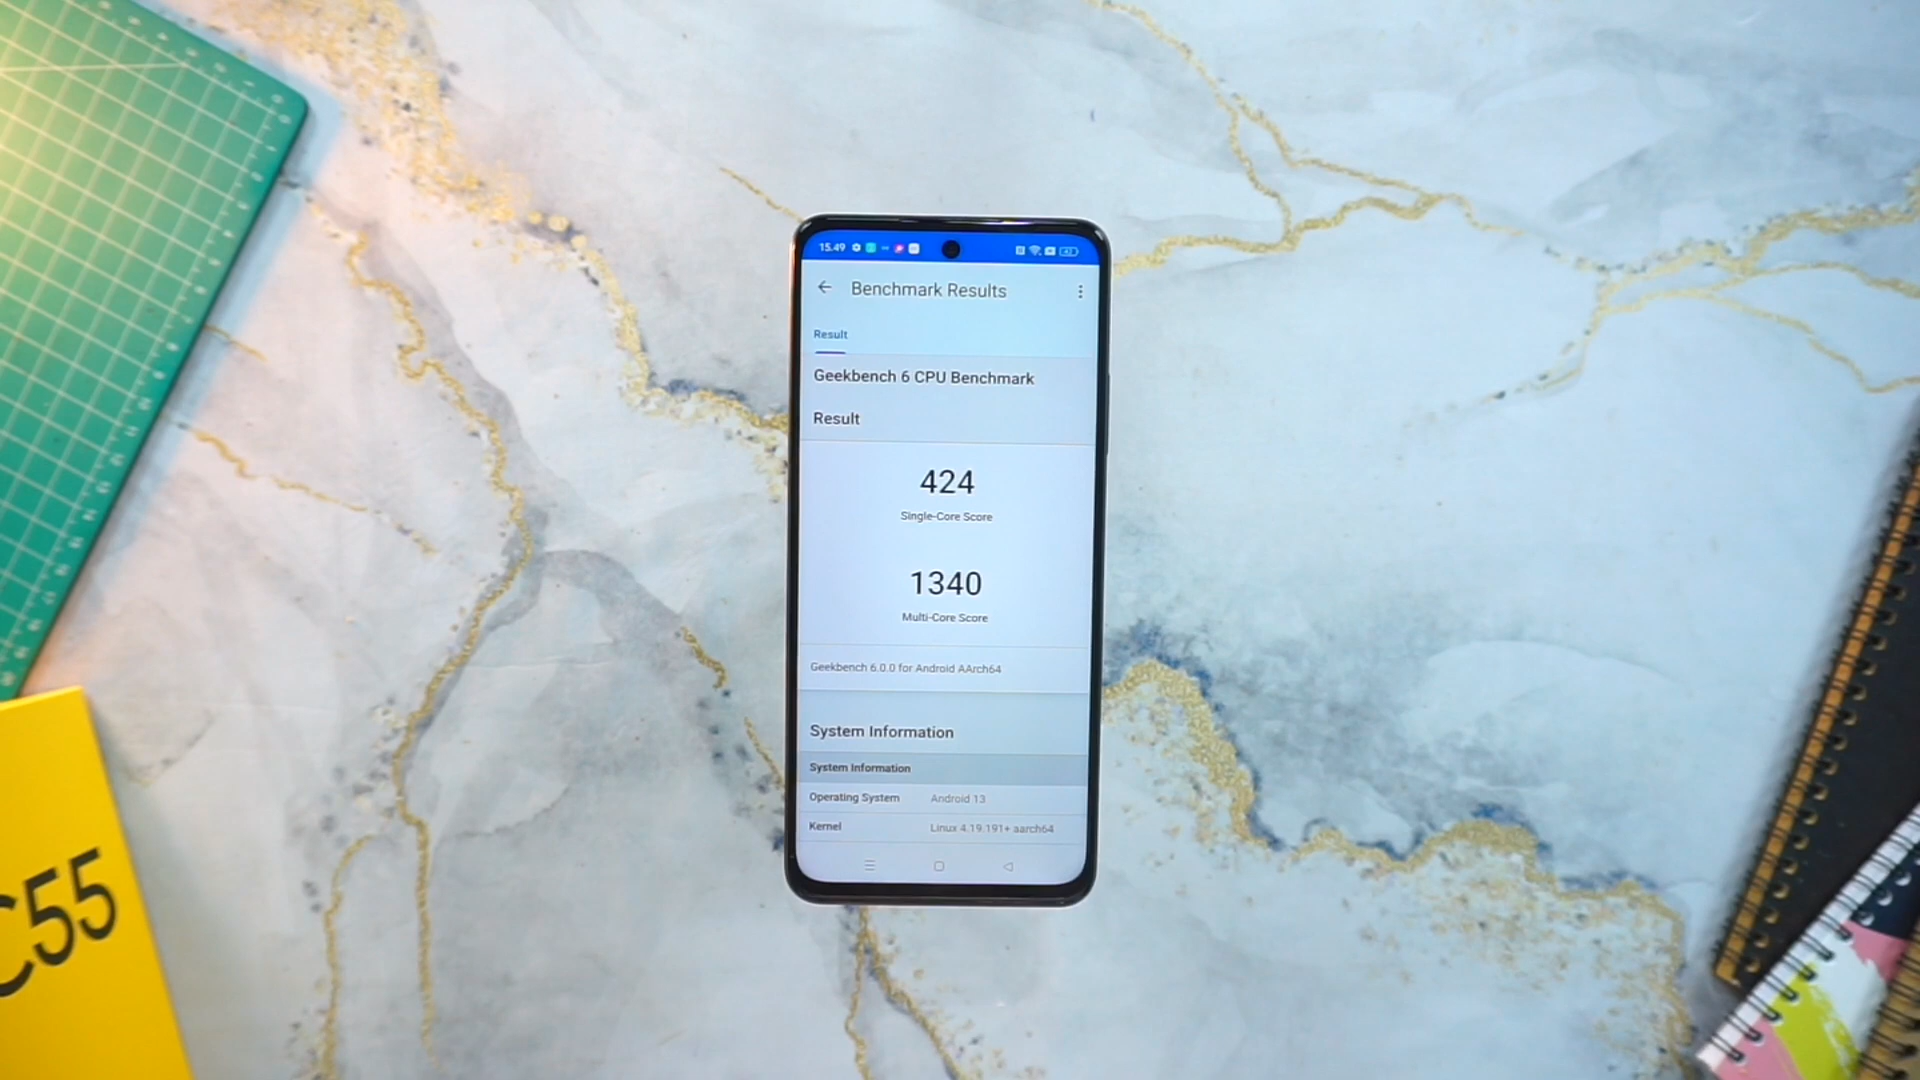 15.49
42
Benchmark Results
Result
Geekbench 6 CPU Benchmark
Result
424
Single-Core Score
1340
Multi-Core Score
Geekbench 6.0.0 for Android AArch64
System Information
System Information
Operating System Android 13
Kernel Linux 4.19.191+ aarch64
C55